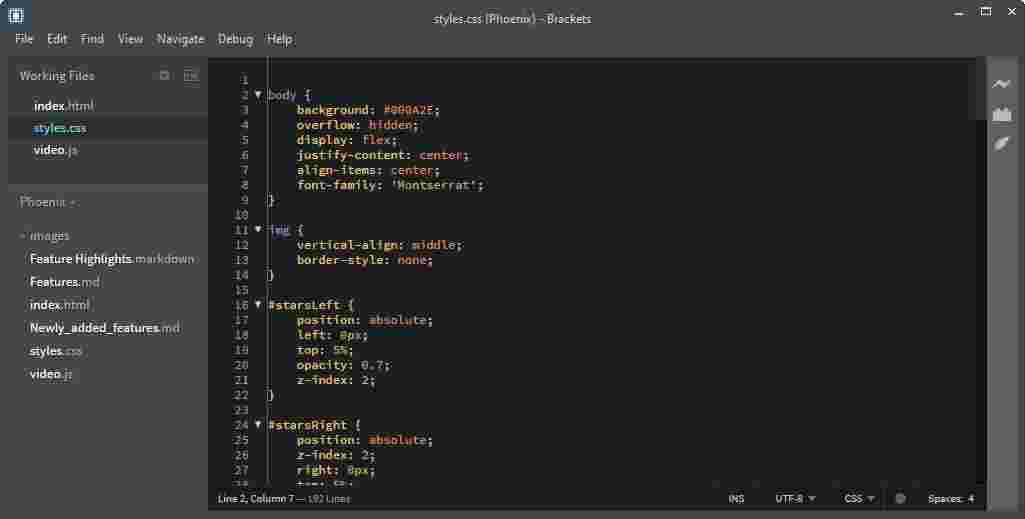 styles.css (Phoenix) - Brackets
File Edit Find View Navigate Debug Help
Working Files
index.html
styles.css
video.js
Phoenix
images
Feature Highlights.markdown
Features.md
index.html
Newly_added_features.md
styles.css
video.js
1
2 body {
3 background: #000A2E;
4 overflow: hidden;
5 display: flex;
6 justify-content: center;
7 align-items: center;
8 font-family: 'Montserrat';
9 }
10
11 img {
12 vertical-align: middle;
13 border-style: none;
14 }
15
16 #starsLeft {
17 position: absolute;
18 left: 0px;
19 top: 5%;
20 opacity: 0.7;
21 z-index: 2;
22 }
23
24 #starsRight {
25 position: absolute;
26 z-index: 2;
27 right: 0px;
28 top: 5%;
Line 2, Column 7 — 192 Lines INS UTF-8 CSS Spaces: 4